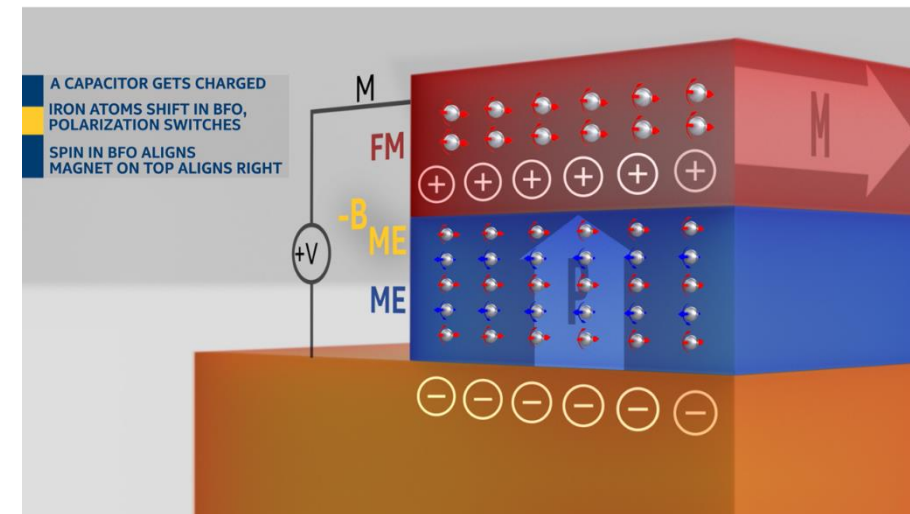 A CAPACITOR GETS CHARGED
IRON ATOMS SHIFT IN BFO,
POLARIZATION SWITCHES
SPIN IN BFO ALIGNS
MAGNET ON TOP ALIGNS RIGHT
M
FM
-B
ME
+V
ME
M
P